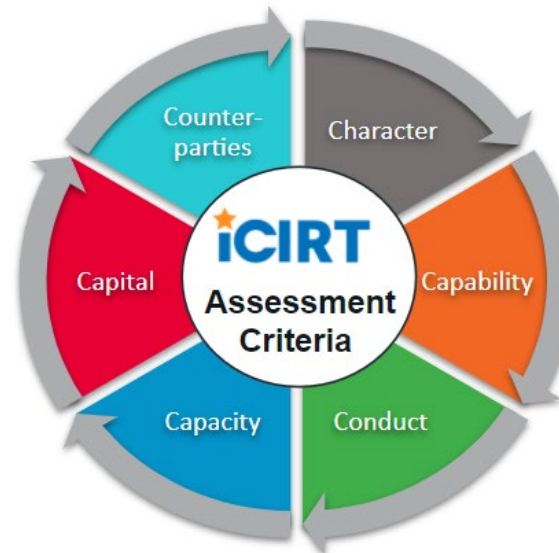 Counter-
parties
Character
Capability
Conduct
Capacity
Capital
iCIRT
Assessment
Criteria